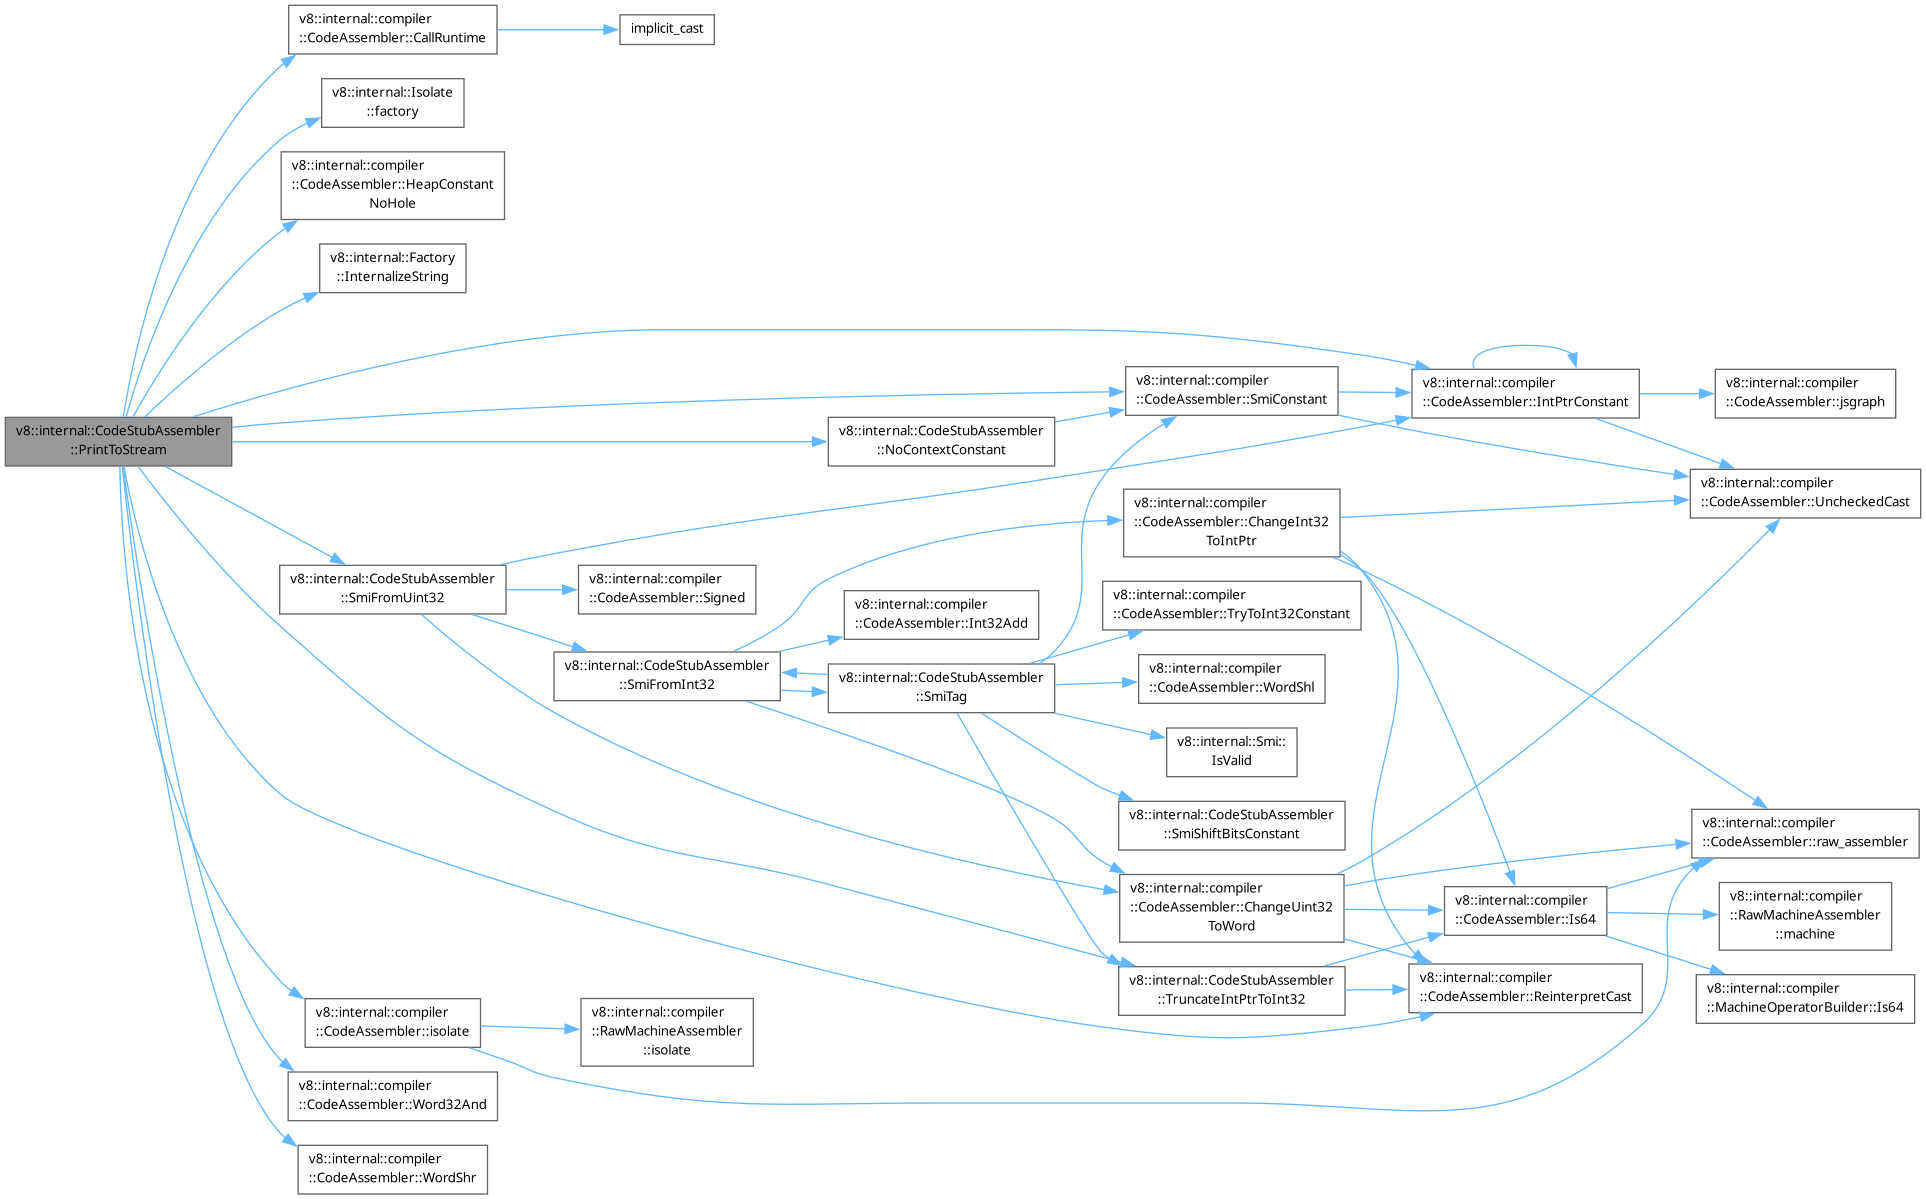 v8::internal::compiler
::CodeAssembler::CallRuntime
implicit_cast
v8::internal::Isolate
::factory
v8::internal::compiler
::CodeAssembler::HeapConstant
NoHole
v8::internal::Factory
::InternalizeString
v8::internal::compiler
::CodeAssembler::SmiConstant
v8::internal::compiler
::CodeAssembler::IntPtrConstant
v8::internal::compiler
::CodeAssembler::jsgraph
v8::internal::CodeStubAssembler
::PrintToStream
v8::internal::CodeStubAssembler
::NoContextConstant
v8::internal::compiler
::CodeAssembler::UncheckedCast
v8::internal::compiler
::CodeAssembler::ChangeInt32
ToIntPtr
v8::internal::CodeStubAssembler
::SmiFromUint32
v8::internal::compiler
::CodeAssembler::Signed
v8::internal::compiler
::CodeAssembler::Int32Add
v8::internal::compiler
::CodeAssembler::TryToInt32Constant
v8::internal::CodeStubAssembler
::SmiFromInt32
v8::internal::CodeStubAssembler
::SmiTag
v8::internal::compiler
::CodeAssembler::WordShl
v8::internal::Smi::
IsValid
v8::internal::CodeStubAssembler
::SmiShiftBitsConstant
v8::internal::compiler
::CodeAssembler::raw_assembler
v8::internal::compiler
::CodeAssembler::ChangeUint32
ToWord
v8::internal::compiler
::CodeAssembler::Is64
v8::internal::compiler
::RawMachineAssembler
::machine
v8::internal::CodeStubAssembler
::TruncateIntPtrToInt32
v8::internal::compiler
::CodeAssembler::ReinterpretCast
v8::internal::compiler
::MachineOperatorBuilder::Is64
v8::internal::compiler
::CodeAssembler::isolate
v8::internal::compiler
::RawMachineAssembler
::isolate
v8::internal::compiler
::CodeAssembler::Word32And
v8::internal::compiler
::CodeAssembler::WordShr